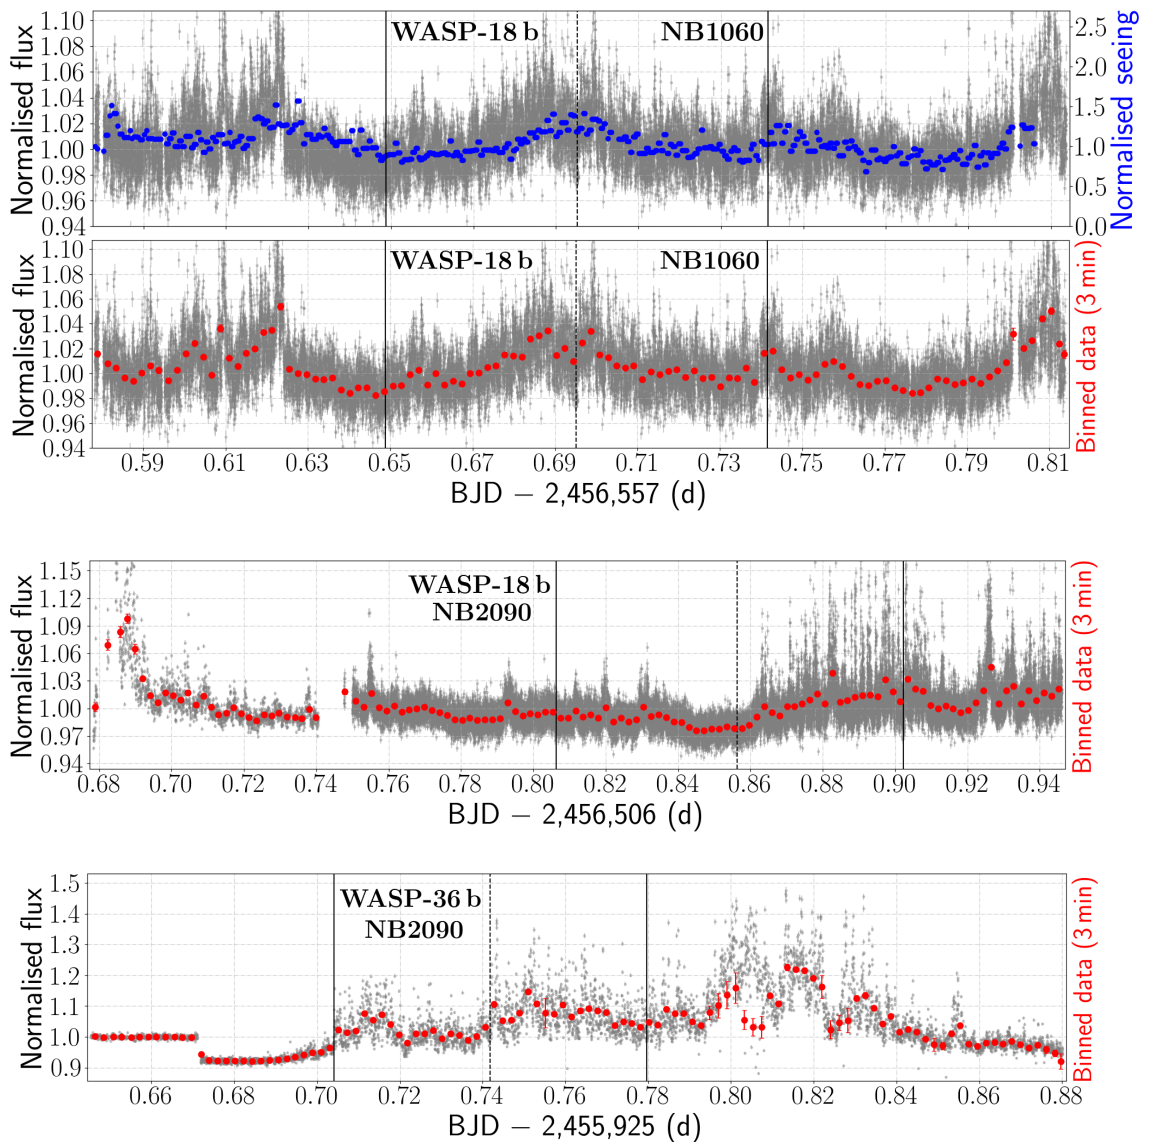 WASP-18 b
NB1060
Normalised flux
1.10
1.08
1.06
1.04
1.02
1.00
0.98
0.96
0.94
2.5
2.0
1.5
1.0
0.5
0.0
Normalised seeing
WASP-18 b
NB1060
Normalised flux
1.10
1.08
1.06
1.04
1.02
1.00
0.98
0.96
0.94
Binned data (3 min)
0.59 0.61 0.63 0.65 0.67 0.69 0.71 0.73 0.75 0.77 0.79 0.81
BJD − 2,456,557 (d)
WASP-18 b
NB2090
Normalised flux
1.15
1.12
1.09
1.06
1.03
1.00
0.97
0.94
Binned data (3 min)
0.68 0.70 0.72 0.74 0.76 0.78 0.80 0.82 0.84 0.86 0.88 0.90 0.92 0.94
BJD − 2,456,506 (d)
WASP-36 b
NB2090
Normalised flux
1.5
1.4
1.3
1.2
1.1
1.0
0.9
Binned data (3 min)
0.66 0.68 0.70 0.72 0.74 0.76 0.78 0.80 0.82 0.84 0.86 0.88
BJD − 2,455,925 (d)